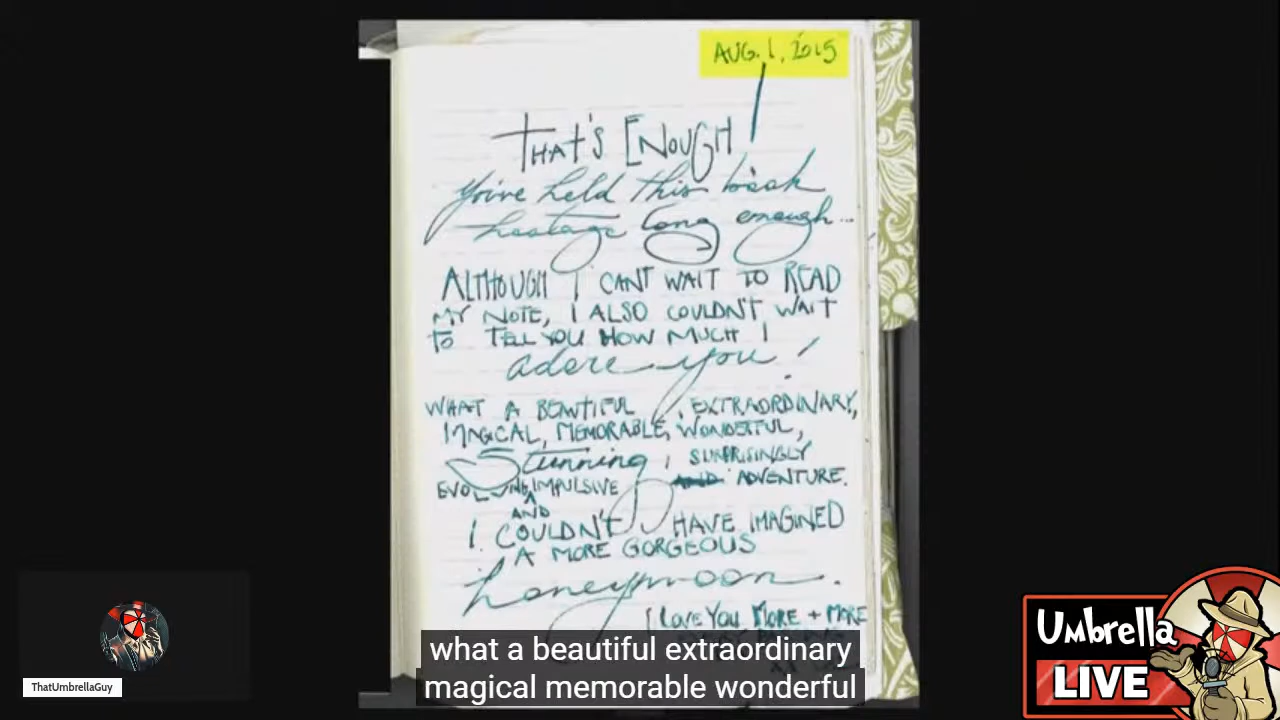 AUG. 1, 2015
THAT'S ENOUGH!
You've held this book
hostage long enough...
ALTHOUGH I CANT WAIT TO READ
MY NOTE, I ALSO COULDN'T WAIT
TO TELL YOU HOW MUCH I
adore you!
WHAT A BEAUTIFUL, EXTRAORDINARY,
MAGICAL, MEMORABLE, WONDERFUL,
Stunning, SURPRISINGLY
EVOLVING, IMPULSIVE AND ADVENTURE.
AND
I COULDN'T HAVE IMAGINED
A MORE GORGEOUS
honeymoon.
I LOVE YOU MORE + MORE
what a beautiful extraordinary
magical memorable wonderful
ThatUmbrellaGuy
Umbrella
LIVE